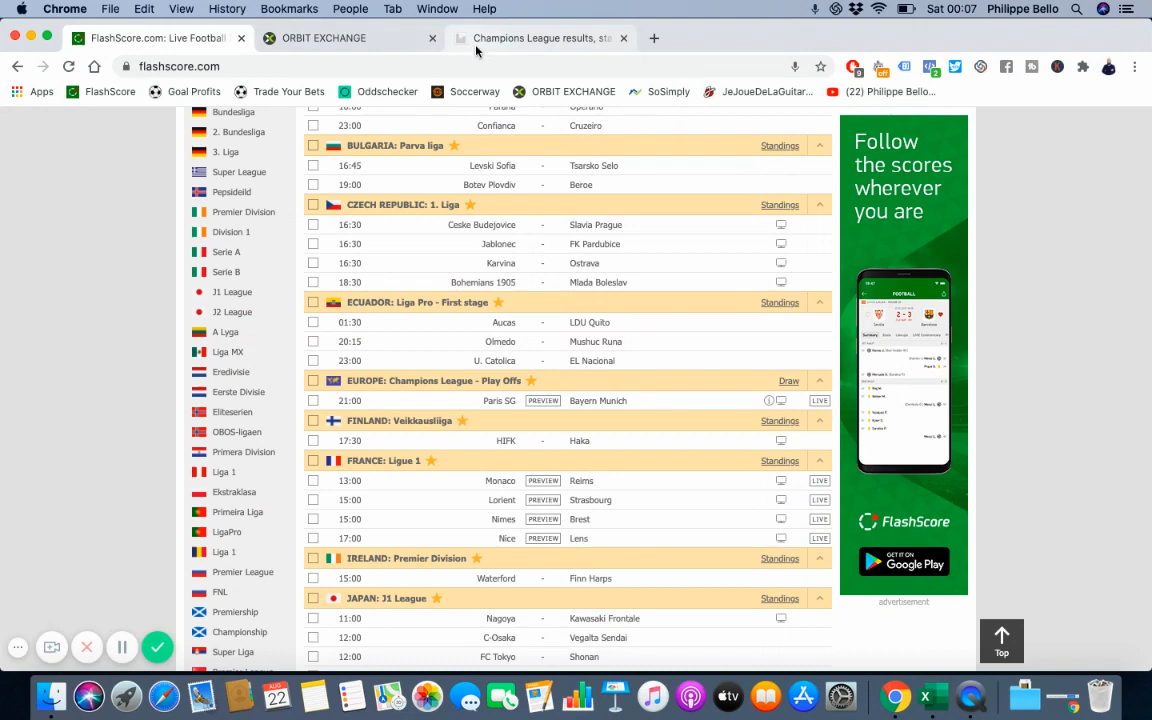 Chrome File Edit View History Bookmarks People Tab Window Help Sat 00:07 Philippe Bello
FlashScore.com: Live Football ORBIT EXCHANGE Champions League results, sta
flashscore.com
Apps FlashScore Goal Profits Trade Your Bets Oddschecker Soccerway ORBIT EXCHANGE SoSimply JeJoueDeLaGuitar... (22) Philippe Bello...
Bundesliga
2. Bundesliga
3. Liga
Super League
Pepsideild
Premier Division
Division 1
Serie A
Serie B
J1 League
J2 League
A Lyga
Liga MX
Eredivisie
Eerste Divisie
Eliteserien
OBOS-ligaen
Primera Division
Liga 1
Ekstraklasa
Primeira Liga
LigaPro
Liga 1
Premier League
FNL
Premiership
Championship
Super Liga
23:00 Confianca - Cruzeiro
BULGARIA: Parva liga Standings
16:45 Levski Sofia - Tsarsko Selo
19:00 Botev Plovdiv - Beroe
CZECH REPUBLIC: 1. Liga Standings
16:30 Ceske Budejovice - Slavia Prague
16:30 Jablonec - FK Pardubice
16:30 Karvina - Ostrava
18:30 Bohemians 1905 - Mlada Boleslav
ECUADOR: Liga Pro - First stage Standings
01:30 Aucas - LDU Quito
20:15 Olmedo - Mushuc Runa
23:00 U. Catolica - EL Nacional
EUROPE: Champions League - Play Offs Draw
21:00 Paris SG PREVIEW Bayern Munich LIVE
FINLAND: Veikkausliiga Standings
17:30 HIFK - Haka
FRANCE: Ligue 1 Standings
13:00 Monaco PREVIEW Reims LIVE
15:00 Lorient PREVIEW Strasbourg LIVE
15:00 Nimes PREVIEW Brest LIVE
17:00 Nice PREVIEW Lens LIVE
IRELAND: Premier Division Standings
15:00 Waterford - Finn Harps
JAPAN: J1 League Standings
11:00 Nagoya - Kawasaki Frontale
12:00 C-Osaka - Vegalta Sendai
12:00 FC Tokyo - Shonan
Follow
the scores
wherever
you are
FOOTBALL
2 - 3
FlashScore
GET IT ON
Google Play
advertisement
Top
AUG
22
tv